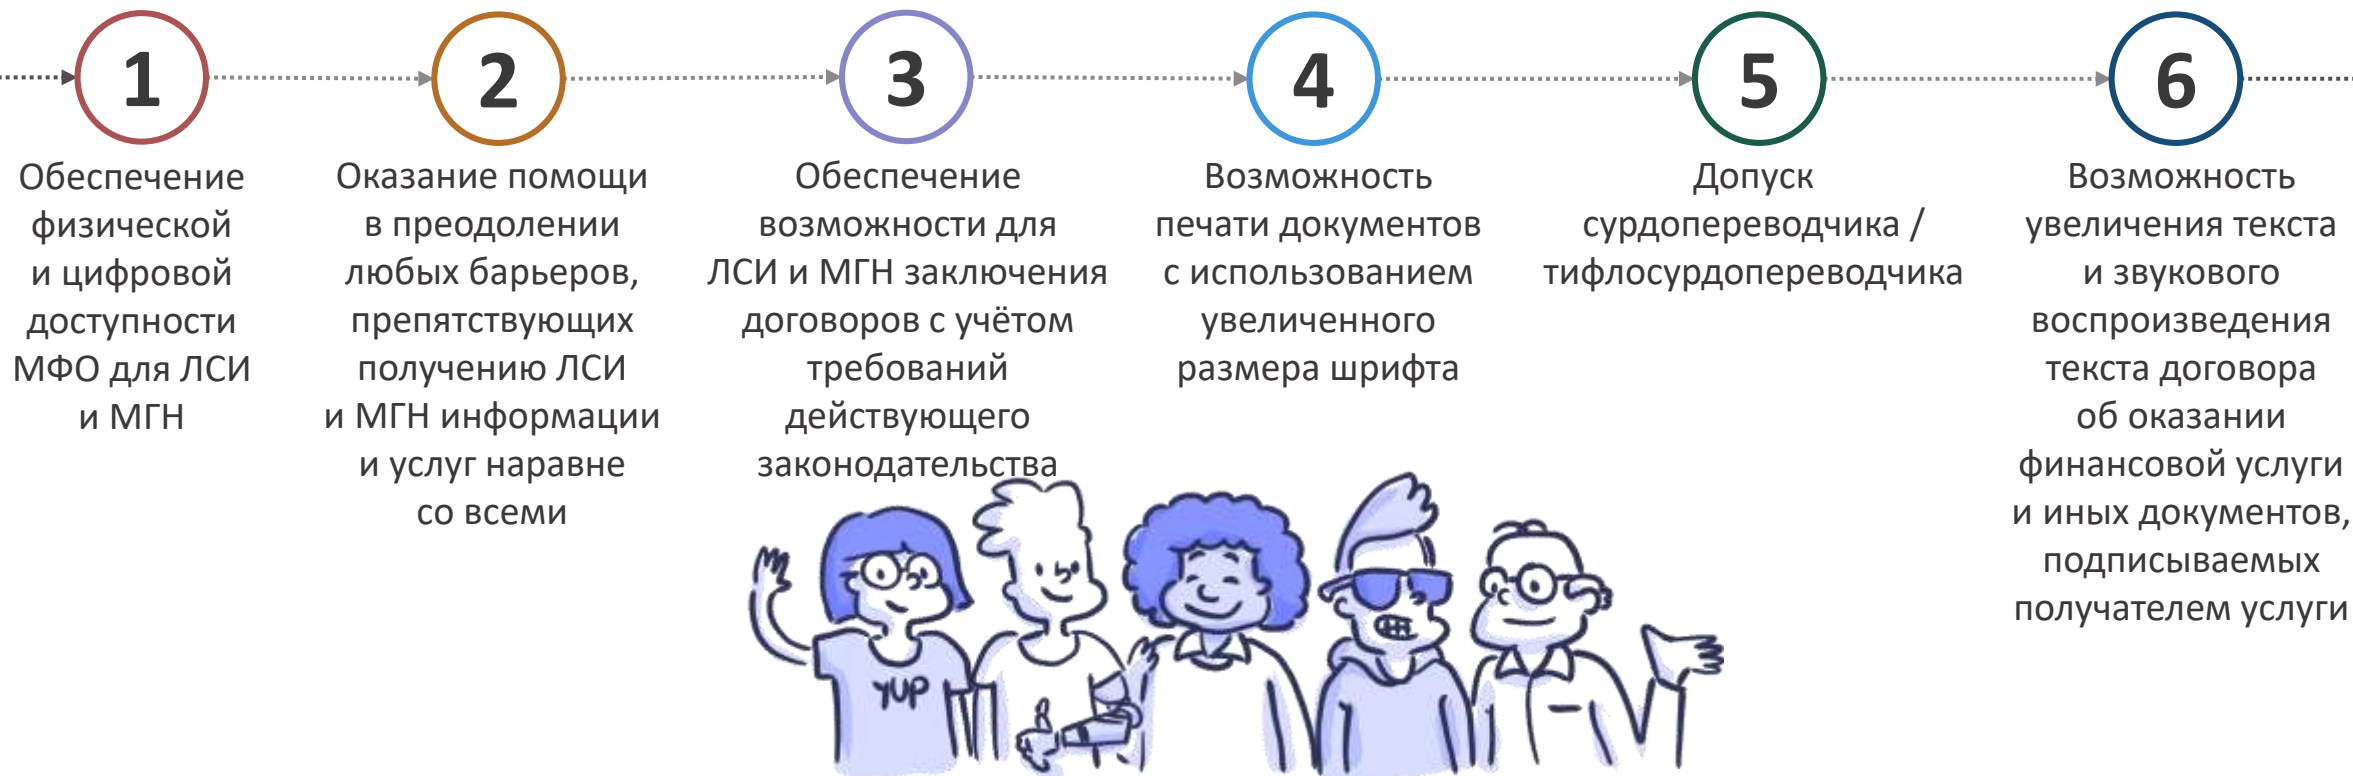 1
Обеспечение
физической
и цифровой
доступности
МФО для ЛСИ
и МГН
2
Оказание помощи
в преодолении
любых барьеров,
препятствующих
получению ЛСИ
и МГН информации
и услуг наравне
со всеми
3
Обеспечение
возможности для
ЛСИ и МГН заключения
договоров с учётом
требований
действующего
законодательства
4
Возможность
печати документов
с использованием
увеличенного
размера шрифта
5
Допуск
сурдопереводчика /
тифлосурдопереводчика
6
Возможность
увеличения текста
и звукового
воспроизведения
текста договора
об оказании
финансовой услуги
и иных документов,
подписываемых
получателем услуги
YUP